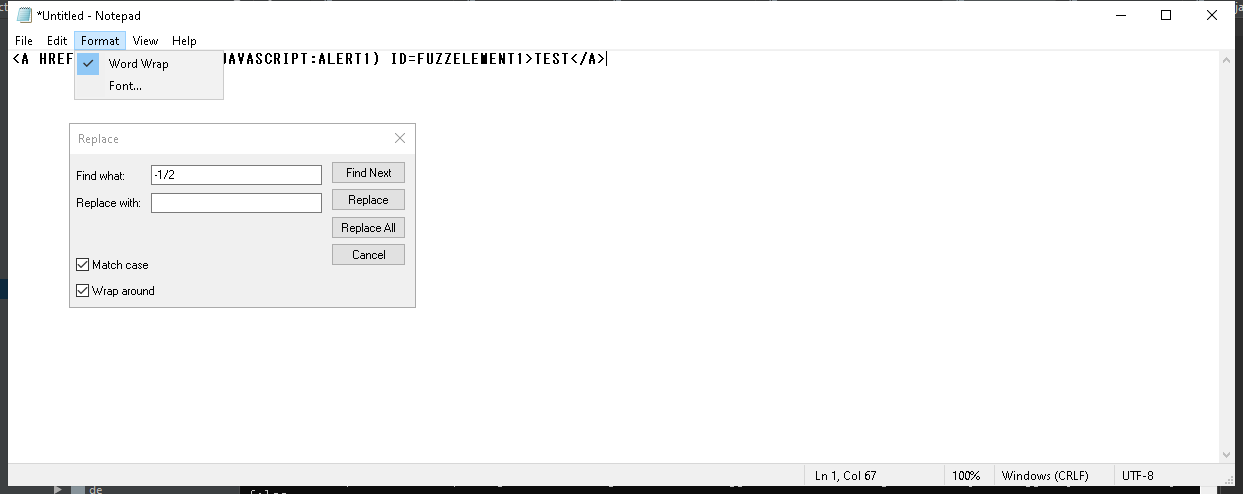 *Untitled - Notepad
File Edit Format View Help
<A HREF JAVASCRIPT:ALERT1) ID=FUZZELEMENT1>TEST</A>
Word Wrap
Font...
Replace
Find what: -1/2 Find Next
Replace with: Replace
Replace All
Cancel
Match case
Wrap around
Ln 1, Col 67 100% Windows (CRLF) UTF-8
de